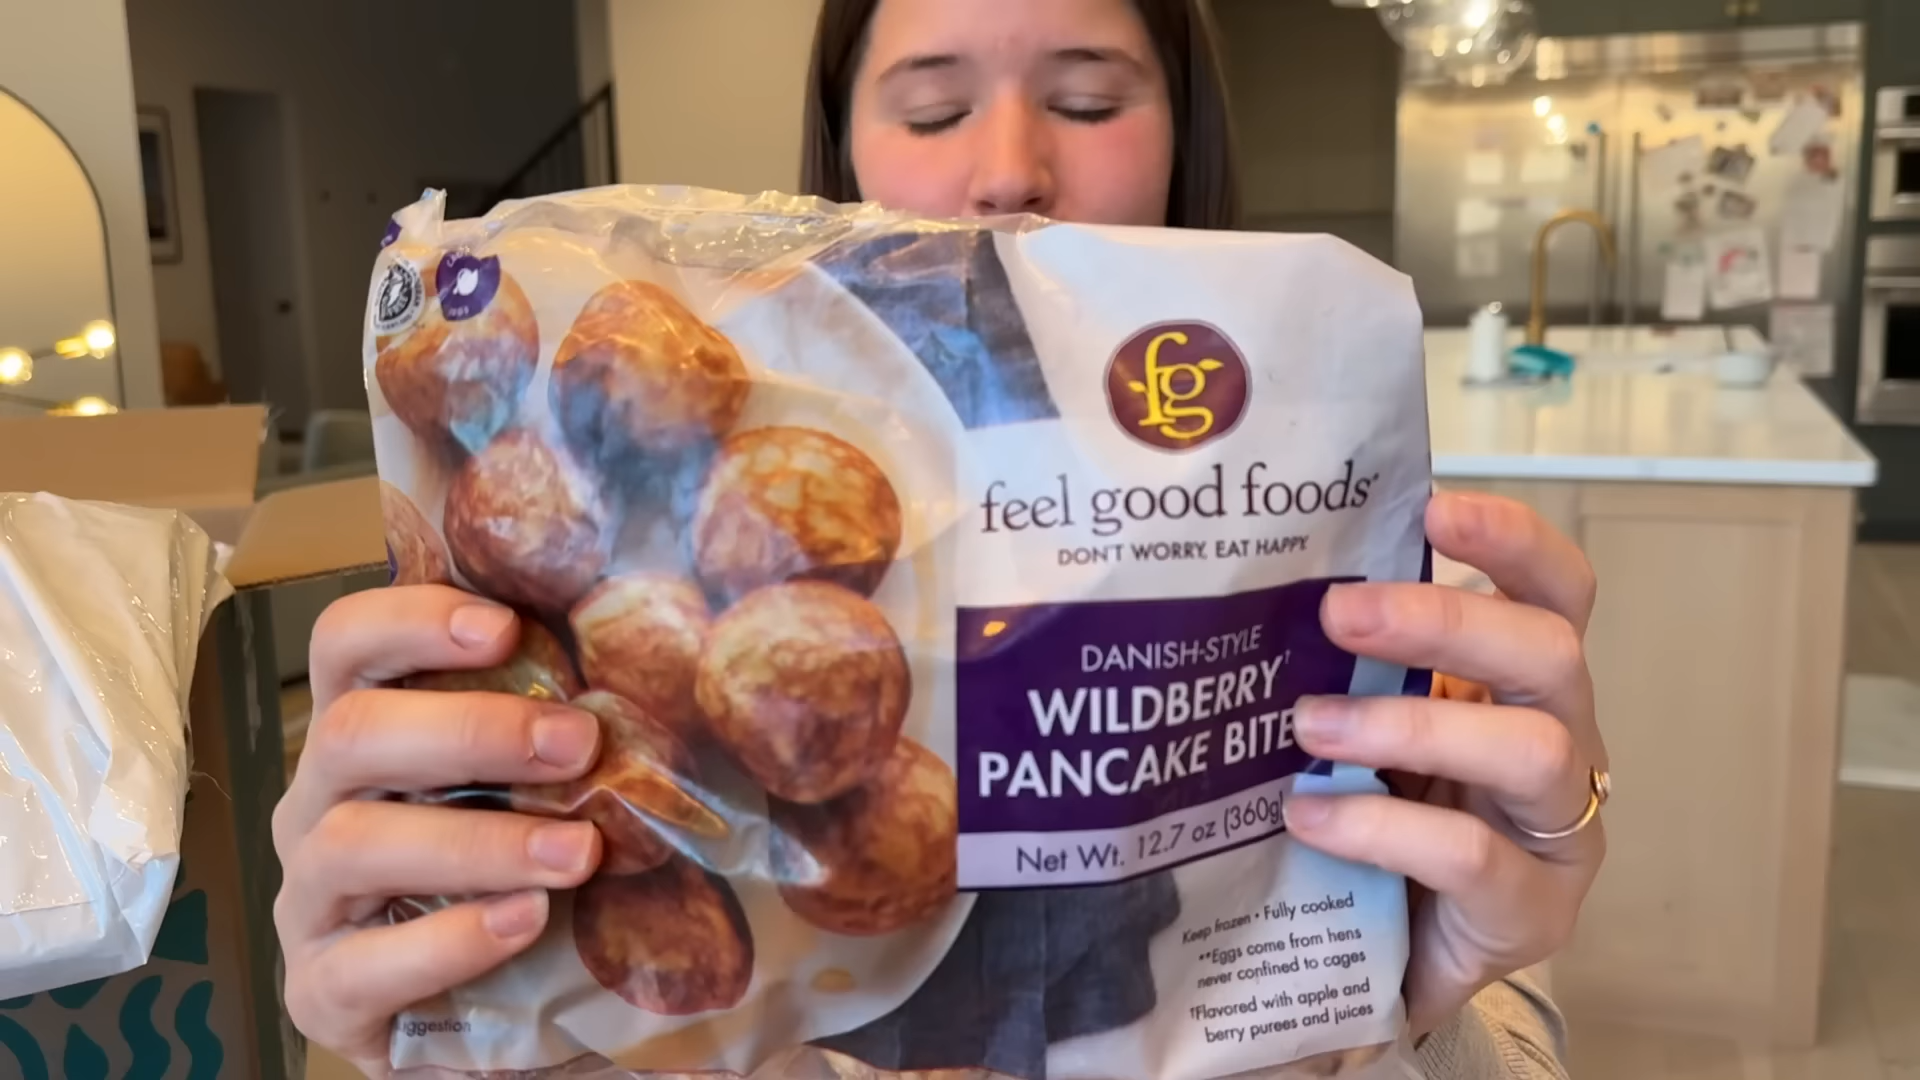 fg
feel good foods
DON'T WORRY, EAT HAPPY
DANISH-STYLE
WILDBERRY†
PANCAKE BITE
Net Wt. 12.7 oz (360g)
Keep frozen • Fully cooked
**Eggs come from hens
never confined to cages
†Flavored with apple and
berry purees and juices
uggestion